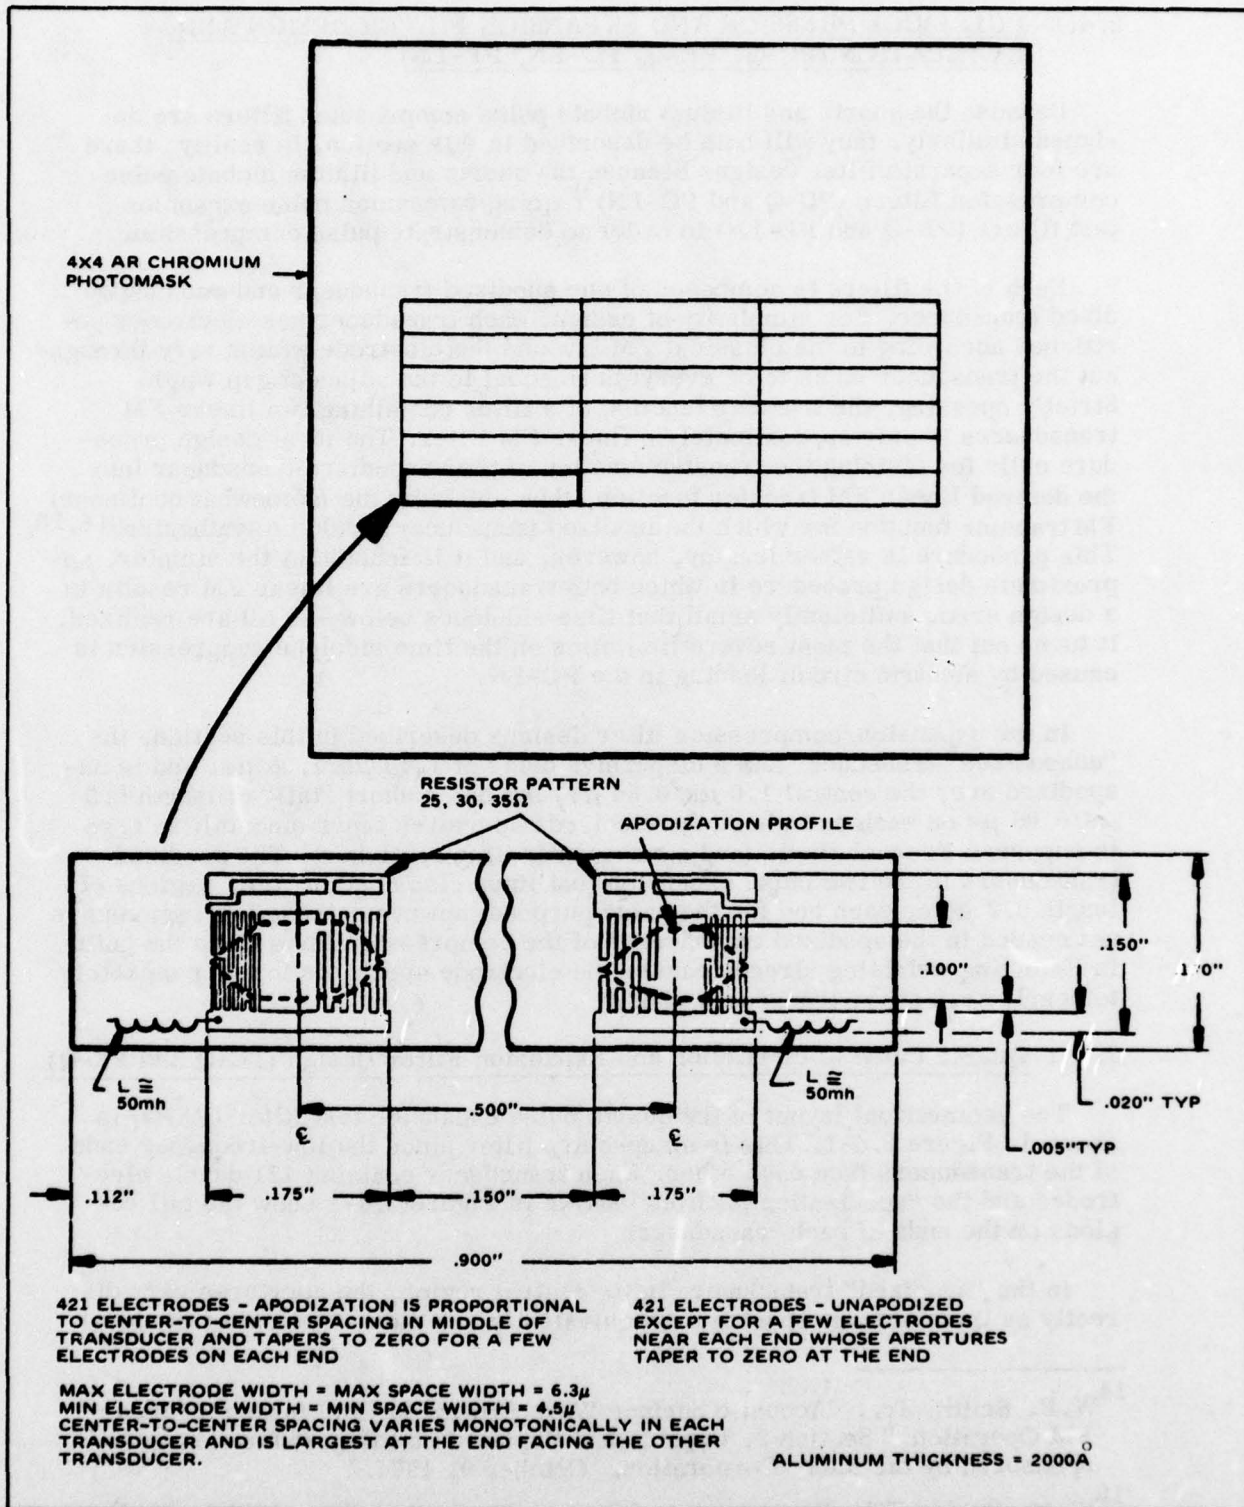 4X4 AR CHROMIUM
PHOTOMASK
RESISTOR PATTERN
25, 30, 35Ω
APODIZATION PROFILE
.100"
.150"
.170"
L ≅
50mh
L ≅
50mh
.500"
℄
℄
.020" TYP
.005"TYP
.112"
.175"
.150"
.175"
.900"
421 ELECTRODES - APODIZATION IS PROPORTIONAL
TO CENTER-TO-CENTER SPACING IN MIDDLE OF
TRANSDUCER AND TAPERS TO ZERO FOR A FEW
ELECTRODES ON EACH END
421 ELECTRODES - UNAPODIZED
EXCEPT FOR A FEW ELECTRODES
NEAR EACH END WHOSE APERTURES
TAPER TO ZERO AT THE END
MAX ELECTRODE WIDTH = MAX SPACE WIDTH = 6.3μ
MIN ELECTRODE WIDTH = MIN SPACE WIDTH = 4.5μ
CENTER-TO-CENTER SPACING VARIES MONOTONICALLY IN EACH
TRANSDUCER AND IS LARGEST AT THE END FACING THE OTHER
TRANSDUCER.
ALUMINUM THICKNESS = 2000Å